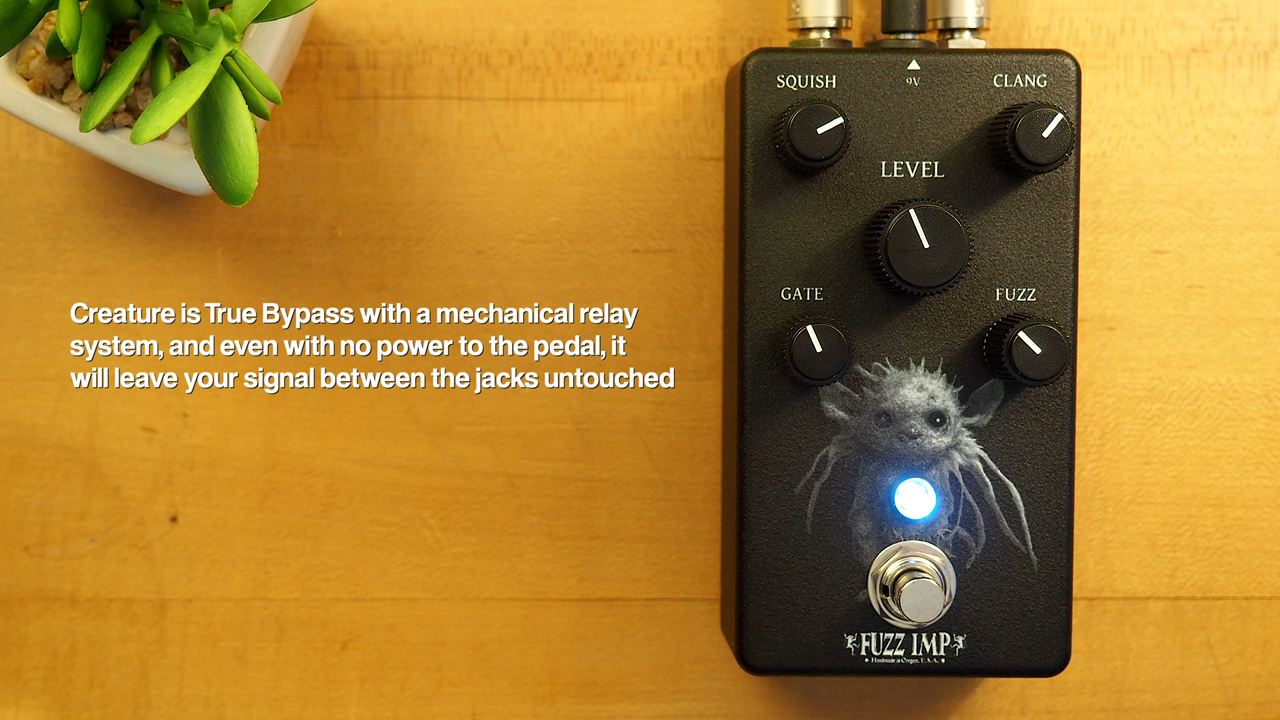 SQUISH
9V
CLANG
LEVEL
GATE
FUZZ
Creature is True Bypass with a mechanical relay
system, and even with no power to the pedal, it
will leave your signal between the jacks untouched
FUZZ IMP
Handmade in Oregon, U.S.A.